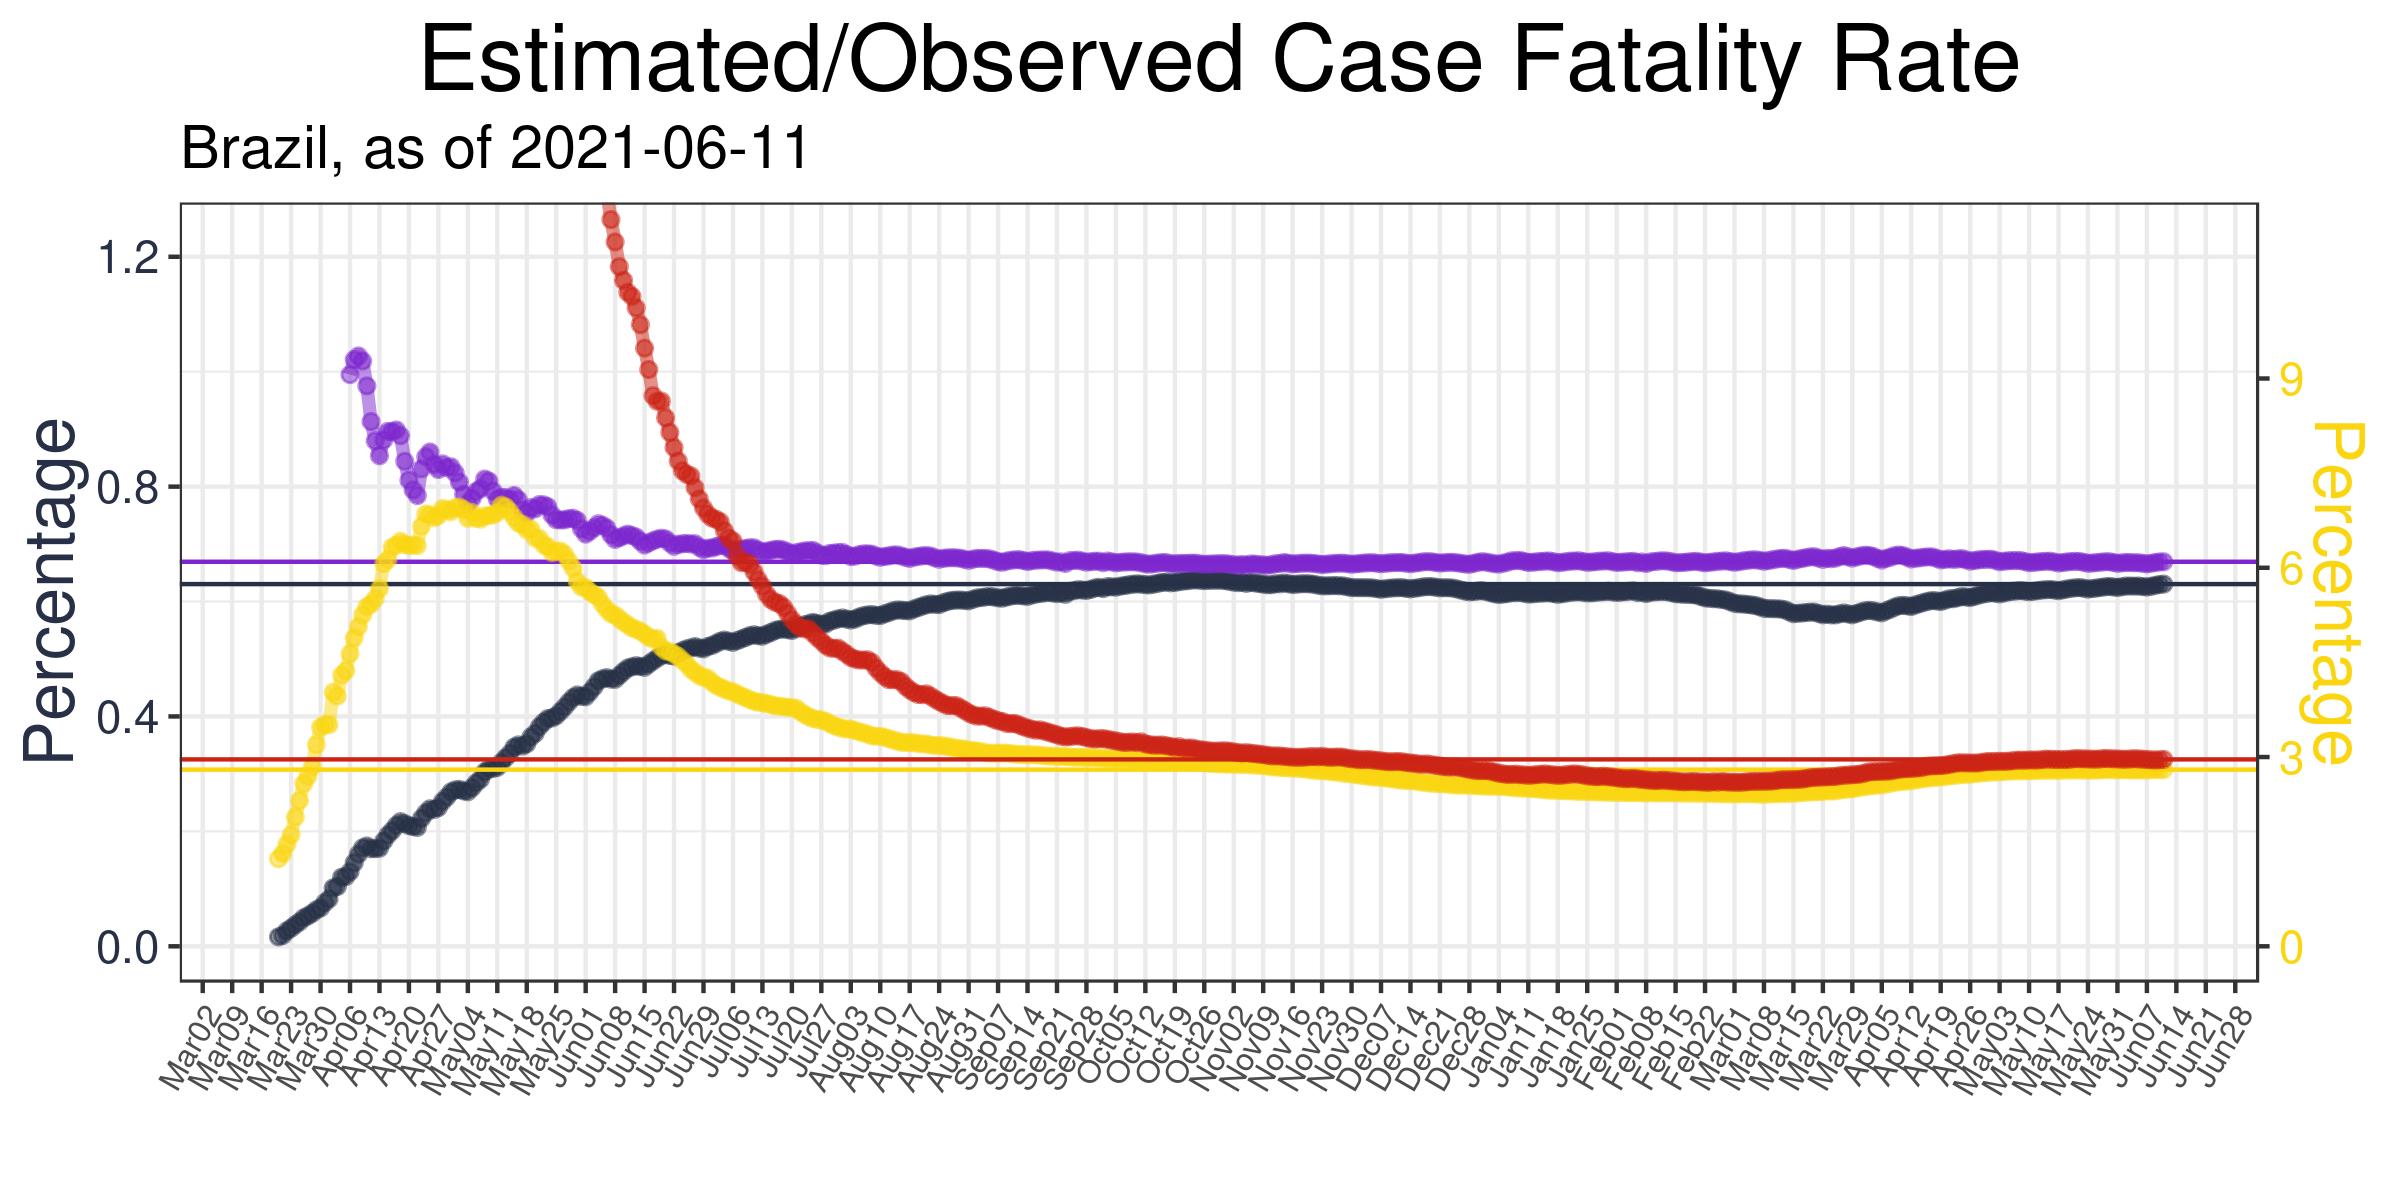 Estimated/Observed Case Fatality Rate
Brazil, as of 2021-06-11
Percentage
1.2
0.8
0.4
0.0
9
6
3
0
Percentage
Mar02
Mar09
Mar16
Mar23
Mar30
Apr06
Apr13
Apr20
Apr27
May04
May11
May18
May25
Jun01
Jun08
Jun15
Jun22
Jun29
Jul06
Jul13
Jul20
Jul27
Aug03
Aug10
Aug17
Aug24
Aug31
Sep07
Sep14
Sep21
Sep28
Oct05
Oct12
Oct19
Oct26
Nov02
Nov09
Nov16
Nov23
Nov30
Dec07
Dec14
Dec21
Dec28
Jan04
Jan11
Jan18
Jan25
Feb01
Feb08
Feb15
Feb22
Mar01
Mar08
Mar15
Mar22
Mar29
Apr05
Apr12
Apr19
Apr26
May03
May10
May17
May24
May31
Jun07
Jun14
Jun21
Jun28